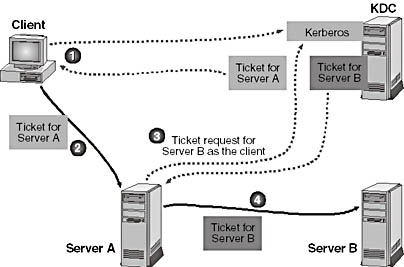 Client
KDC
Kerberos
1
Ticket for
Server A
Ticket for
Server B
Ticket for
Server A
2
3
Ticket request for
Server B as the client
4
Ticket for
Server B
Server A
Server B